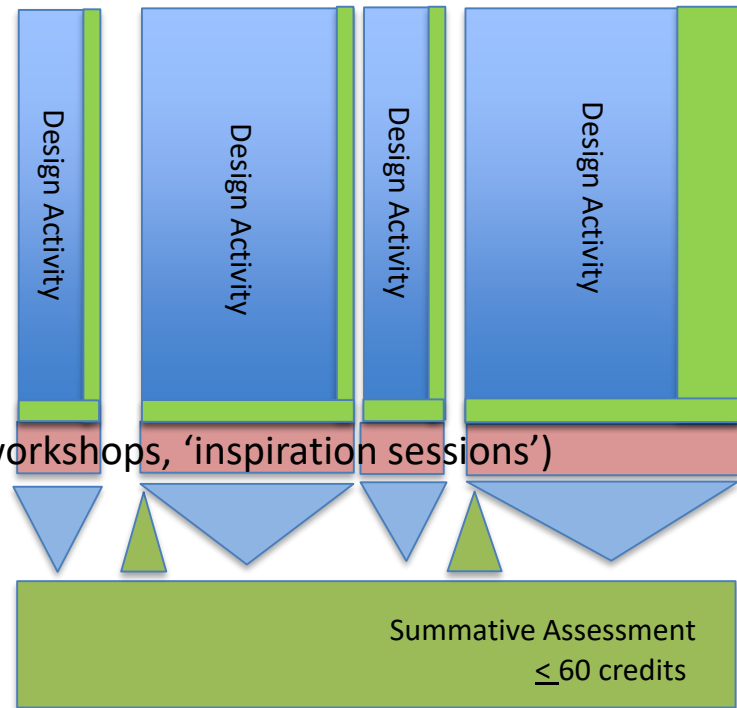 Design Activity
Design Activity
Design Activity
Design Activity
workshops, ‘inspiration sessions’)
Summative Assessment
< 60 credits